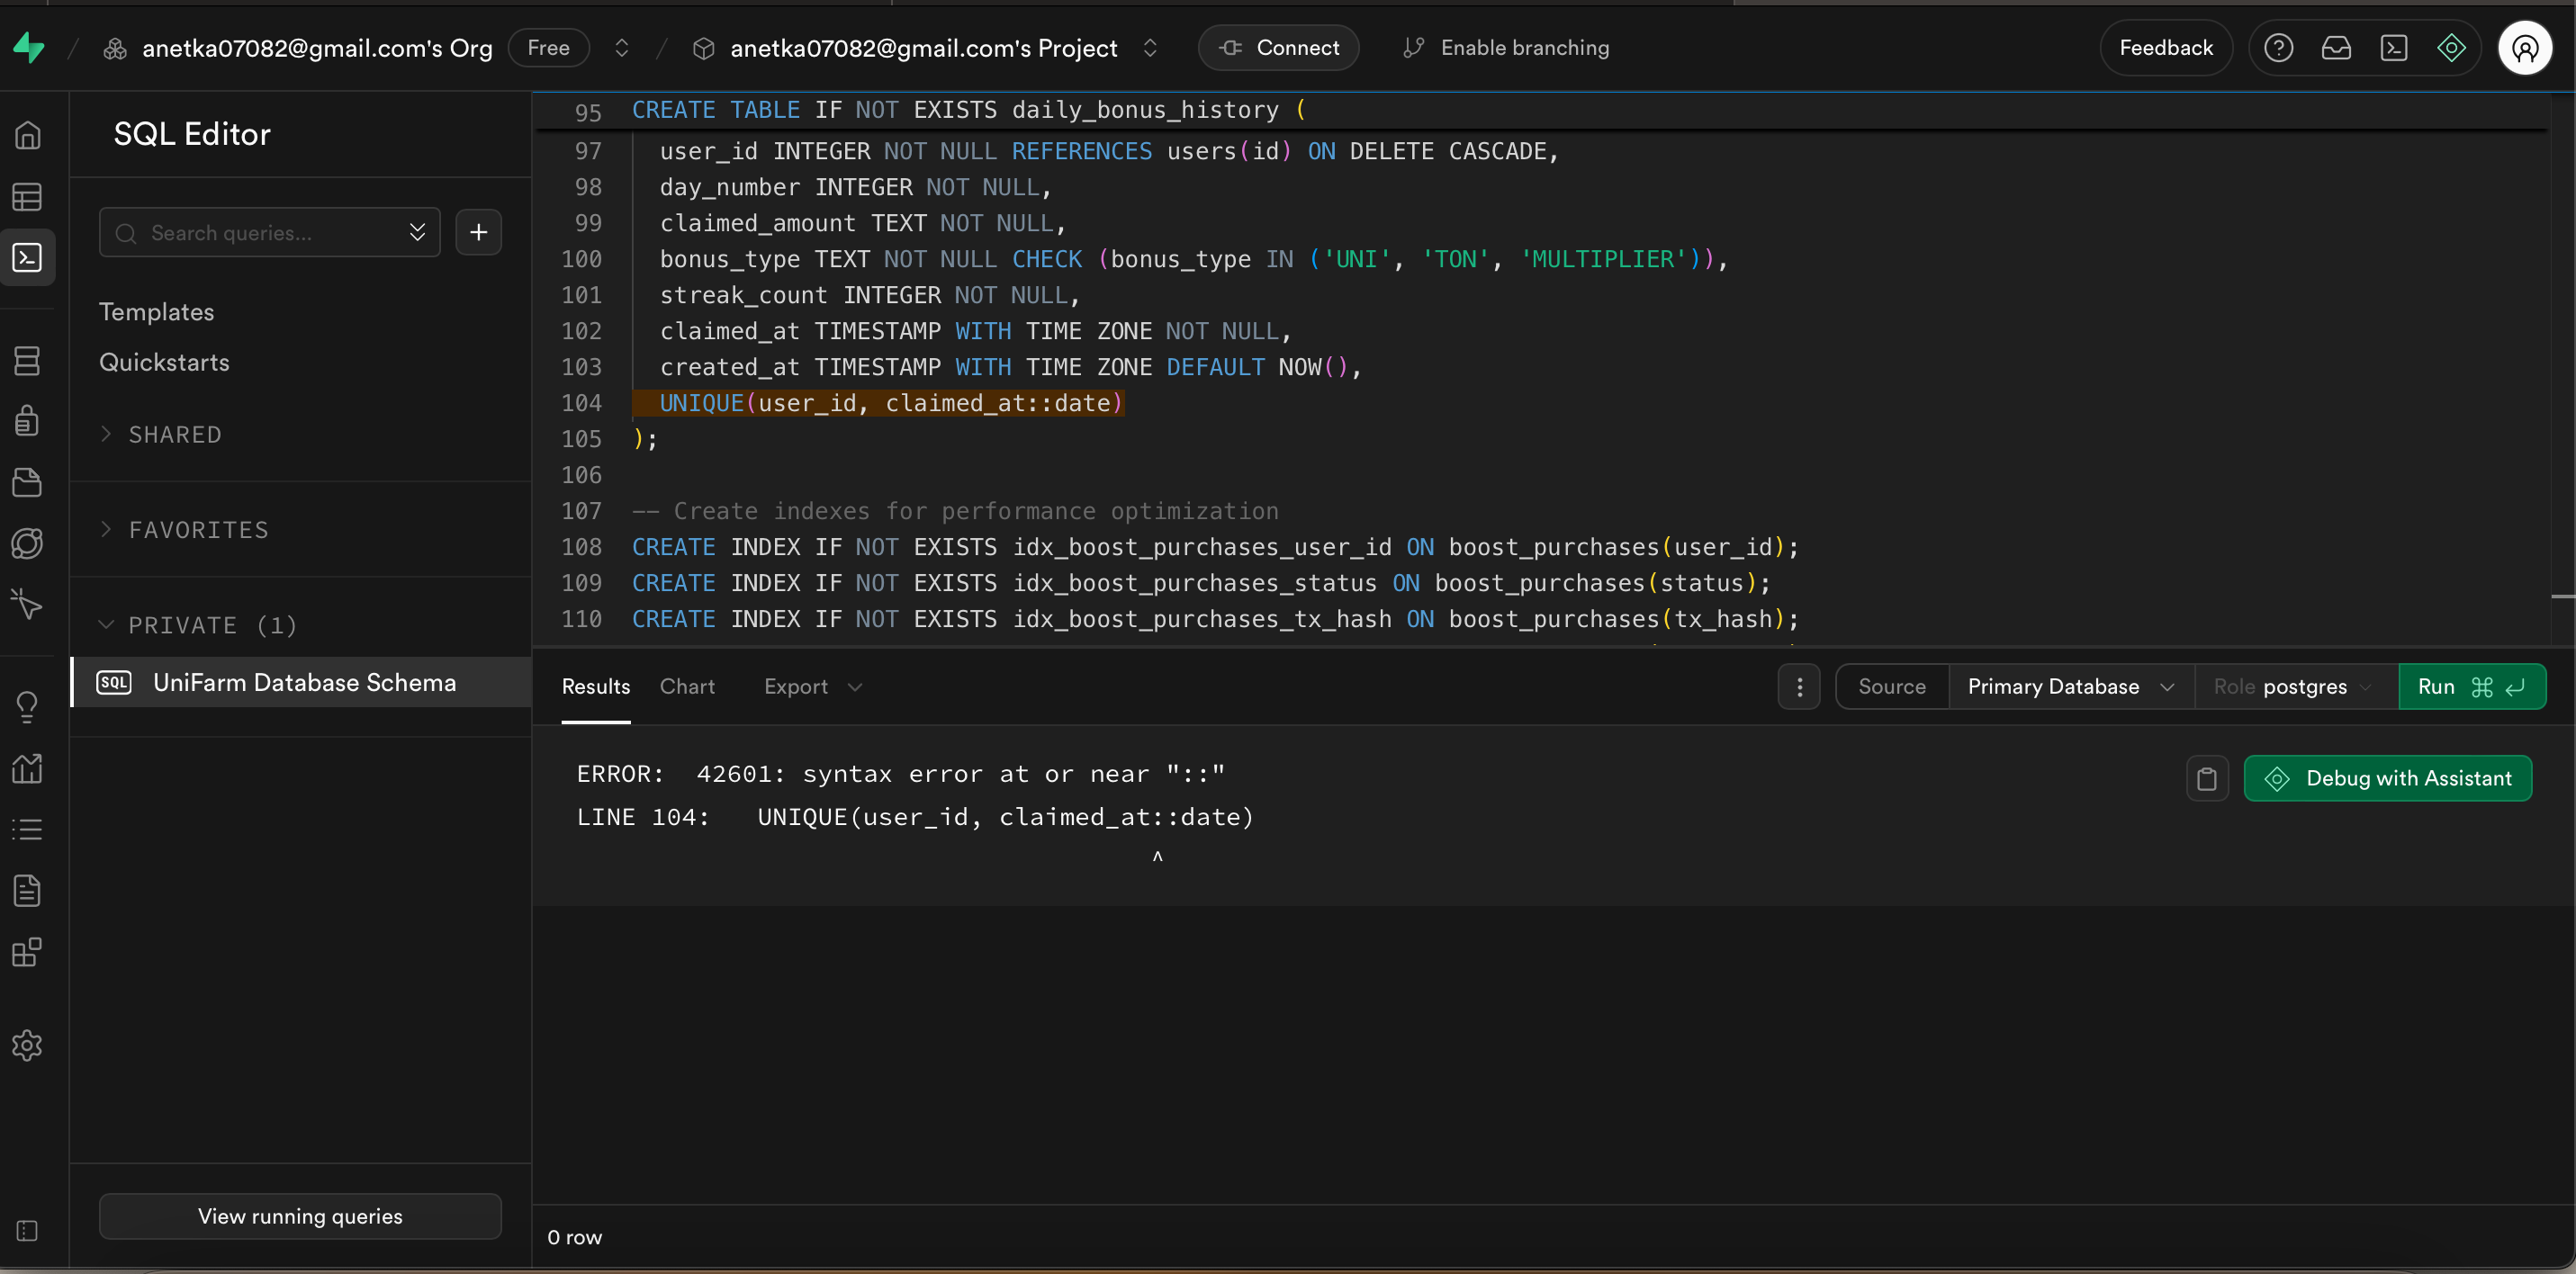 anetka07082@gmail.com's Org Free anetka07082@gmail.com's Project Connect Enable branching Feedback
SQL Editor
Search queries...
Templates
Quickstarts
SHARED
FAVORITES
PRIVATE (1)
SQL UniFarm Database Schema
View running queries
95 CREATE TABLE IF NOT EXISTS daily_bonus_history (
97 user_id INTEGER NOT NULL REFERENCES users(id) ON DELETE CASCADE,
98 day_number INTEGER NOT NULL,
99 claimed_amount TEXT NOT NULL,
100 bonus_type TEXT NOT NULL CHECK (bonus_type IN ('UNI', 'TON', 'MULTIPLIER')),
101 streak_count INTEGER NOT NULL,
102 claimed_at TIMESTAMP WITH TIME ZONE NOT NULL,
103 created_at TIMESTAMP WITH TIME ZONE DEFAULT NOW(),
104 UNIQUE(user_id, claimed_at::date)
105 );
106
107 -- Create indexes for performance optimization
108 CREATE INDEX IF NOT EXISTS idx_boost_purchases_user_id ON boost_purchases(user_id);
109 CREATE INDEX IF NOT EXISTS idx_boost_purchases_status ON boost_purchases(status);
110 CREATE INDEX IF NOT EXISTS idx_boost_purchases_tx_hash ON boost_purchases(tx_hash);
Results Chart Export Source Primary Database Role postgres Run ⌘ ↵
ERROR: 42601: syntax error at or near "::"
LINE 104: UNIQUE(user_id, claimed_at::date)
^
Debug with Assistant
0 row